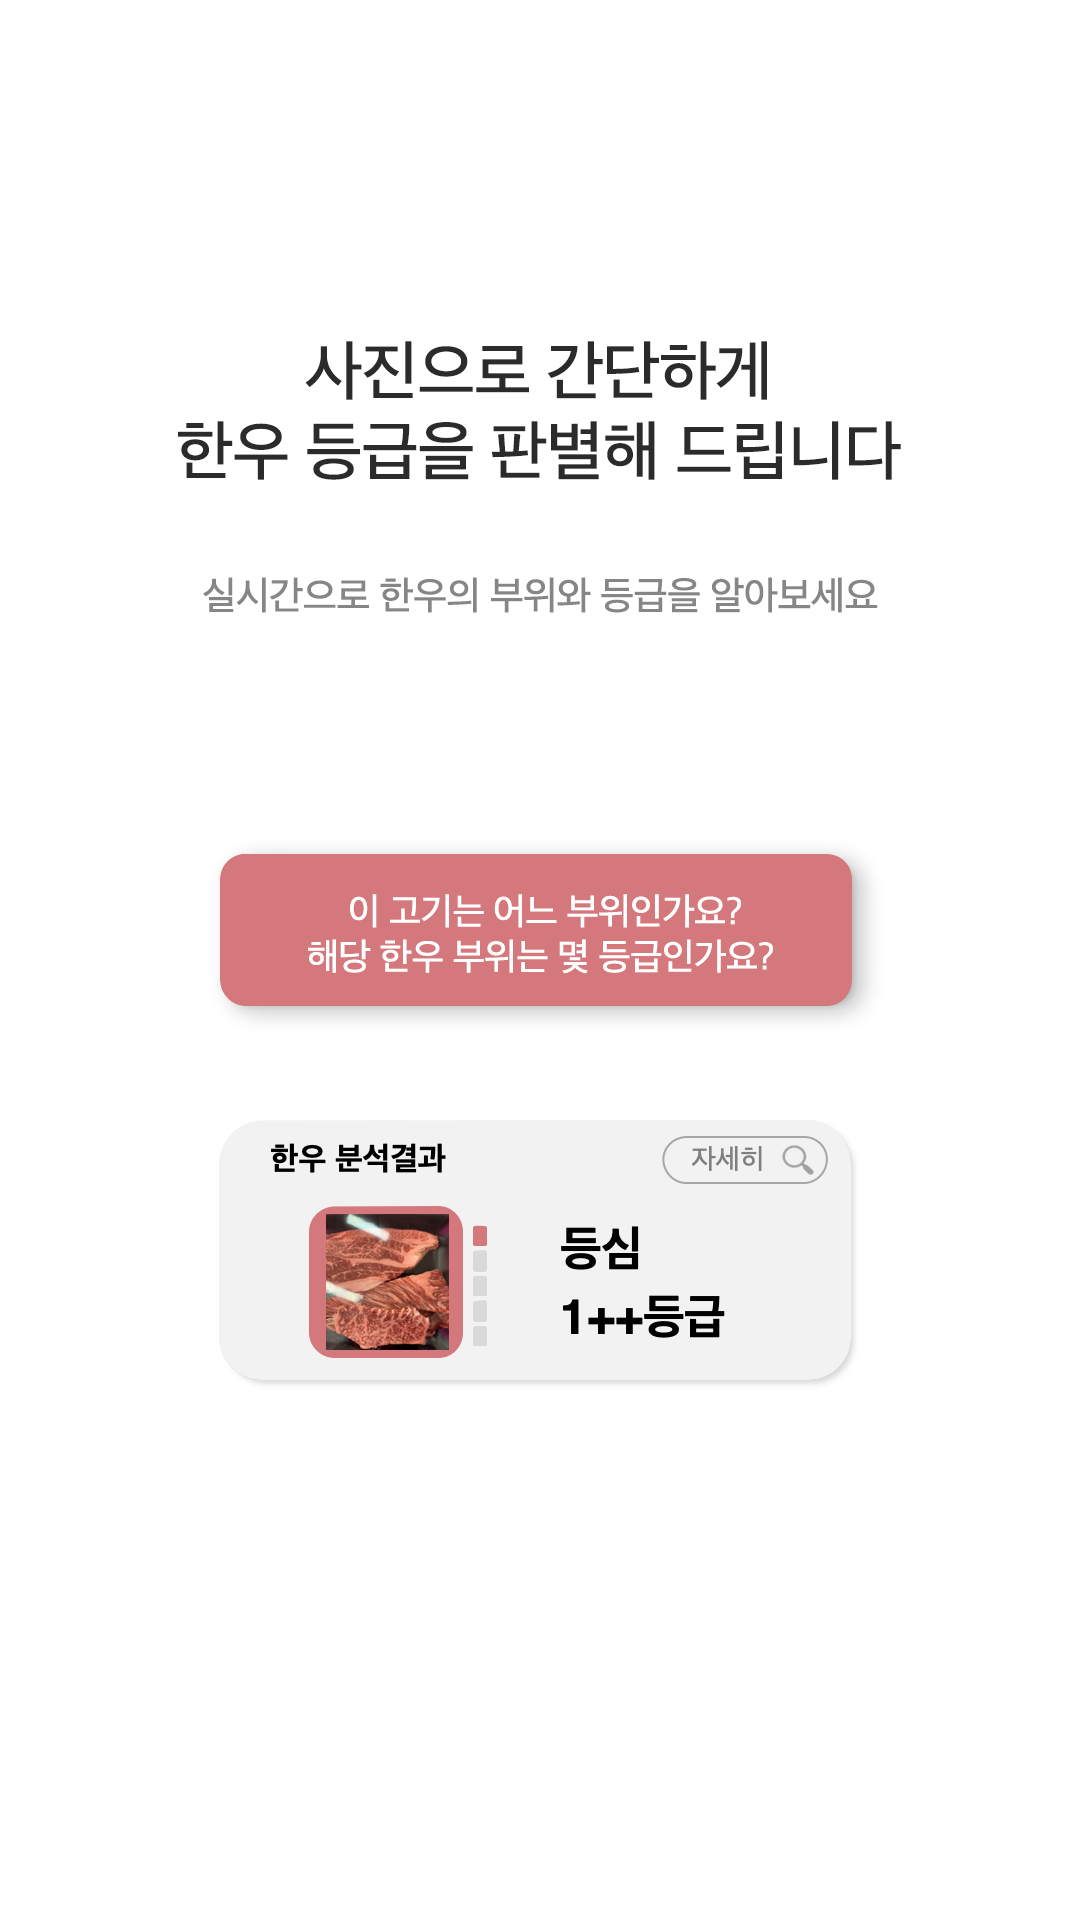 사진으로 간단하게
한우 등급을 판별해 드립니다
실시간으로 한우의 부위와 등급을 알아보세요
이 고기는 어느 부위인가요?
해당 한우 부위는 몇 등급인가요?
한우 분석결과
자세히
등심
1++등급